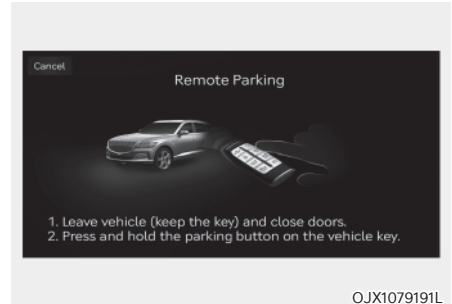 Cancel
Remote Parking
1. Leave vehicle (keep the key) and close doors.
2. Press and hold the parking button on the vehicle key.
OJX1079191L